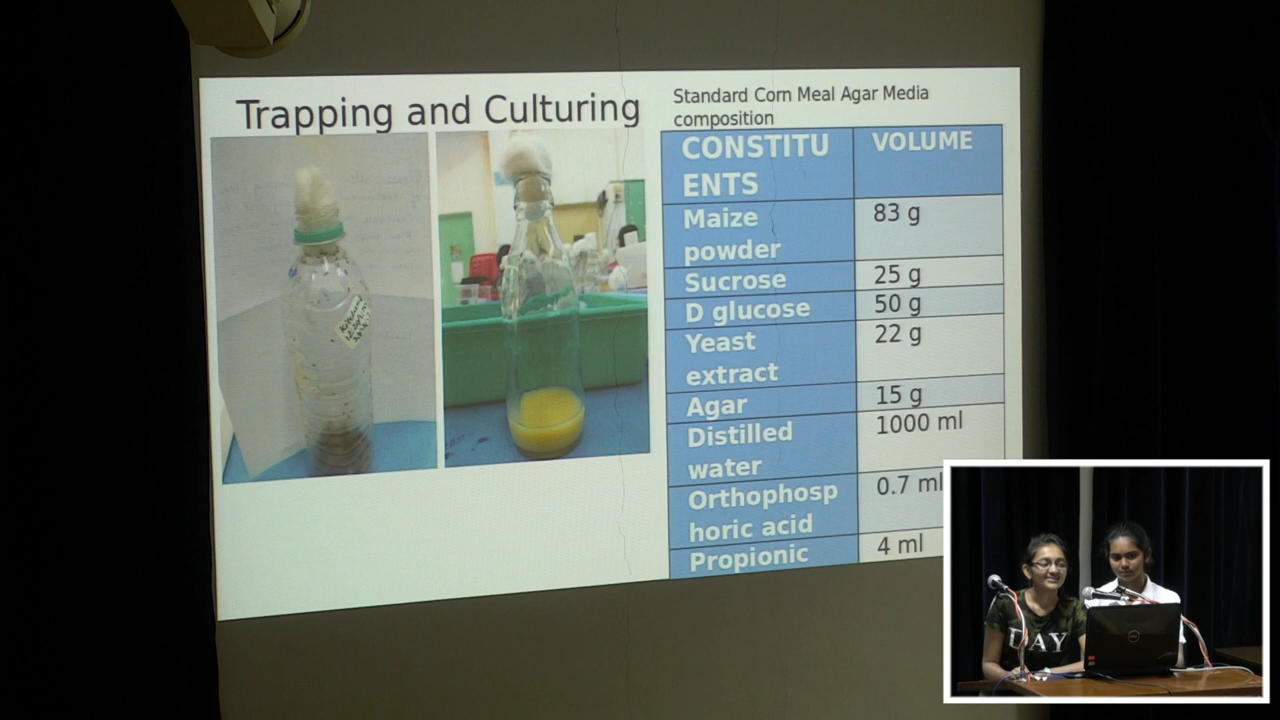 Trapping and Culturing
Standard Corn Meal Agar Media
composition
CONSTITU
ENTS
VOLUME
Maize
powder
83 g
Sucrose
25 g
D glucose
50 g
Yeast
extract
22 g
Agar
15 g
Distilled
water
1000 ml
Orthophosp
horic acid
0.7 ml
Propionic
4 ml
DAY
DELL